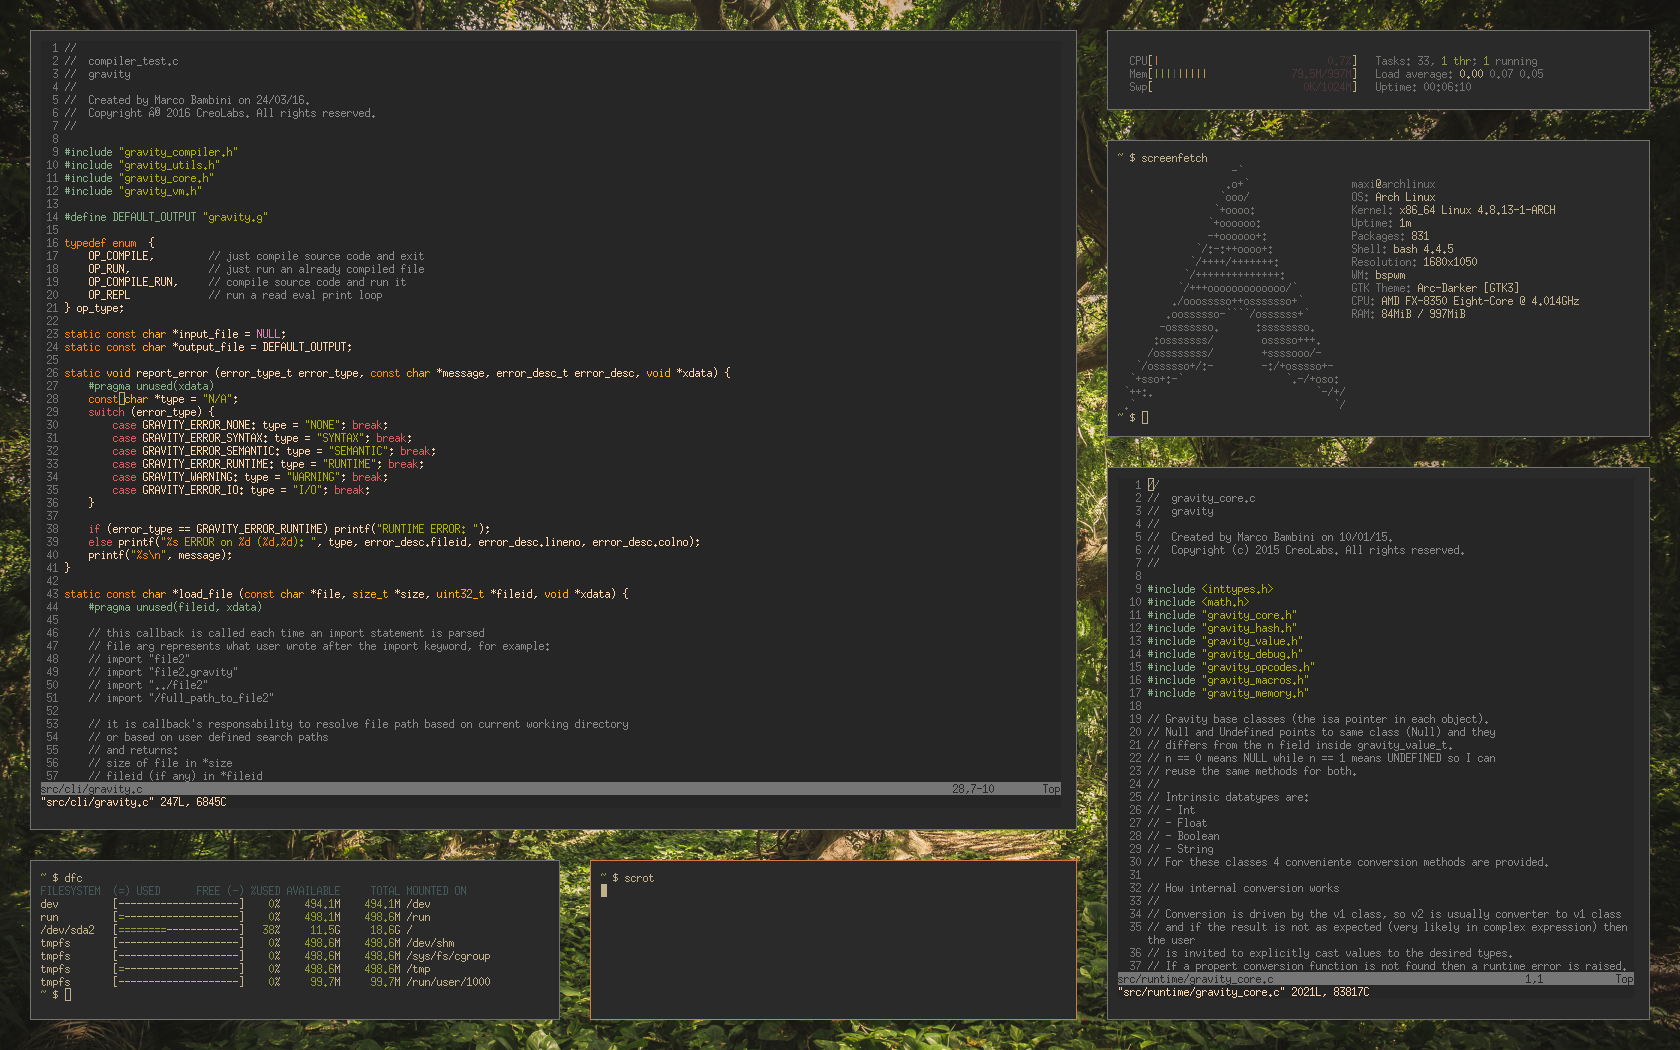 1 //
2 //  compiler_test.c
3 //  gravity
4 //
5 //  Created by Marco Bambini on 24/03/16.
6 //  Copyright Â© 2016 CreoLabs. All rights reserved.
7 //
8
9 #include "gravity_compiler.h"
10 #include "gravity_utils.h"
11 #include "gravity_core.h"
12 #include "gravity_vm.h"
13
14 #define DEFAULT_OUTPUT "gravity.g"
15
16 typedef enum  {
17     OP_COMPILE,         // just compile source code and exit
18     OP_RUN,             // just run an already compiled file
19     OP_COMPILE_RUN,     // compile source code and run it
20     OP_REPL             // run a read eval print loop
21 } op_type;
22
23 static const char *input_file = NULL;
24 static const char *output_file = DEFAULT_OUTPUT;
25
26 static void report_error (error_type_t error_type, const char *message, error_desc_t error_desc, void *xdata) {
27     #pragma unused(xdata)
28     const char *type = "N/A";
29     switch (error_type) {
30         case GRAVITY_ERROR_NONE: type = "NONE"; break;
31         case GRAVITY_ERROR_SYNTAX: type = "SYNTAX"; break;
32         case GRAVITY_ERROR_SEMANTIC: type = "SEMANTIC"; break;
33         case GRAVITY_ERROR_RUNTIME: type = "RUNTIME"; break;
34         case GRAVITY_WARNING: type = "WARNING"; break;
35         case GRAVITY_ERROR_IO: type = "I/O"; break;
36     }
37
38     if (error_type == GRAVITY_ERROR_RUNTIME) printf("RUNTIME ERROR: ");
39     else printf("%s ERROR on %d (%d,%d): ", type, error_desc.fileid, error_desc.lineno, error_desc.colno);
40     printf("%s\n", message);
41 }
42
43 static const char *load_file (const char *file, size_t *size, uint32_t *fileid, void *xdata) {
44     #pragma unused(fileid, xdata)
45
46     // this callback is called each time an import statement is parsed
47     // file arg represents what user wrote after the import keyword, for example:
48     // import "file2"
49     // import "file2.gravity"
50     // import "../file2"
51     // import "/full_path_to_file2"
52
53     // it is callback's responsability to resolve file path based on current working directory
54     // or based on user defined search paths
55     // and returns:
56     // size of file in *size
57     // fileid (if any) in *fileid
src/cli/gravity.c 28,7-10 Top
"src/cli/gravity.c" 247L, 6845C
CPU[| 0.7%] Tasks: 33, 1 thr; 1 running
Mem[||||||||| 79.5M/997M] Load average: 0.00 0.07 0.05
Swp[ 0K/1024M] Uptime: 00:06:10
~ $ screenfetch
                  -`
                 .o+`                 maxi@archlinux
                `ooo/                 OS: Arch Linux
               `+oooo:                Kernel: x86_64 Linux 4.8.13-1-ARCH
              `+oooooo:               Uptime: 1m
              -+oooooo+:              Packages: 831
            `/:-:++oooo+:             Shell: bash 4.4.5
           `/++++/+++++++:            Resolution: 1680x1050
          `/++++++++++++++:           WM: bspwm
         `/+++ooooooooooooo/`         GTK Theme: Arc-Darker [GTK3]
        ./ooosssso++osssssso+`        CPU: AMD FX-8350 Eight-Core @ 4.014GHz
       .oossssso-````/ossssss+`       RAM: 84MiB / 997MiB
      -osssssso.      :ssssssso.
     :osssssss/        osssso+++.
    /ossssssss/        +ssssooo/-
  `/ossssso+/:-        -:/+osssso+-
 `+sso+:-`                 `.-/+oso:
`++:.                           `-/+/
.`                                 `/
~ $
1 //
2 //  gravity_core.c
3 //  gravity
4 //
5 //  Created by Marco Bambini on 10/01/15.
6 //  Copyright (c) 2015 CreoLabs. All rights reserved.
7 //
8
9 #include <inttypes.h>
10 #include <math.h>
11 #include "gravity_core.h"
12 #include "gravity_hash.h"
13 #include "gravity_value.h"
14 #include "gravity_debug.h"
15 #include "gravity_opcodes.h"
16 #include "gravity_macros.h"
17 #include "gravity_memory.h"
18
19 // Gravity base classes (the isa pointer in each object).
20 // Null and Undefined points to same class (Null) and they
21 // differs from the n field inside gravity_value_t.
22 // n == 0 means NULL while n == 1 means UNDEFINED so I can
23 // reuse the same methods for both.
24 //
25 // Intrinsic datatypes are:
26 // - Int
27 // - Float
28 // - Boolean
29 // - String
30 // For these classes 4 conveniente conversion methods are provided.
31
32 // How internal conversion works
33 //
34 // Conversion is driven by the v1 class, so v2 is usually converter to v1 class
35 // and if the result is not as expected (very likely in complex expression) then
the user
36 // is invited to explicitly cast values to the desired types.
37 // If a propert conversion function is not found then a runtime error is raised.
src/runtime/gravity_core.c 1,1 Top
"src/runtime/gravity_core.c" 2021L, 83817C
~ $ dfc
FILESYSTEM  (=) USED      FREE (-) %USED AVAILABLE     TOTAL MOUNTED ON
dev         [--------------------]    0%    494.1M    494.1M /dev
run         [=-------------------]    0%    498.1M    498.6M /run
/dev/sda2   [========------------]   38%     11.5G     18.6G /
tmpfs       [--------------------]    0%    498.6M    498.6M /dev/shm
tmpfs       [--------------------]    0%    498.6M    498.6M /sys/fs/cgroup
tmpfs       [=-------------------]    0%    498.6M    498.6M /tmp
tmpfs       [--------------------]    0%     99.7M     99.7M /run/user/1000
~ $
~ $ scrot